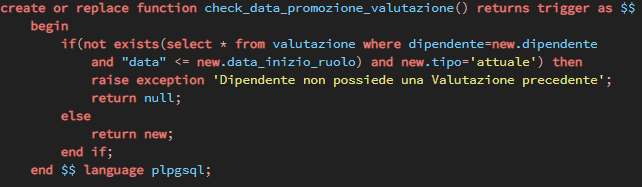 create or replace function check_data_promozione_valutazione() returns trigger as $$
    begin
        if(not exists(select * from valutazione where dipendente=new.dipendente
            and "data" <= new.data_inizio_ruolo) and new.tipo='attuale') then
            raise exception 'Dipendente non possiede una Valutazione precedente';
            return null;
        else
            return new;
        end if;
    end $$ language plpgsql;